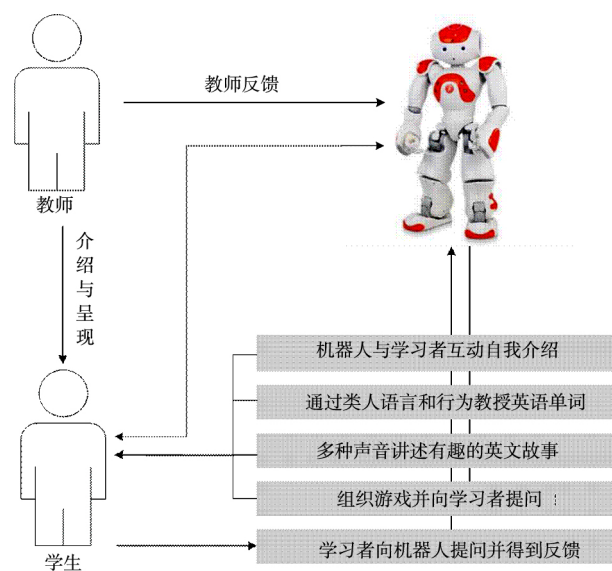 教师反馈
教师
介绍与呈现
机器人与学习者互动自我介绍
通过类人语言和行为教授英语单词
多种声音讲述有趣的英文故事
组织游戏并向学习者提问：
学习者向机器人提问并得到反馈
学生